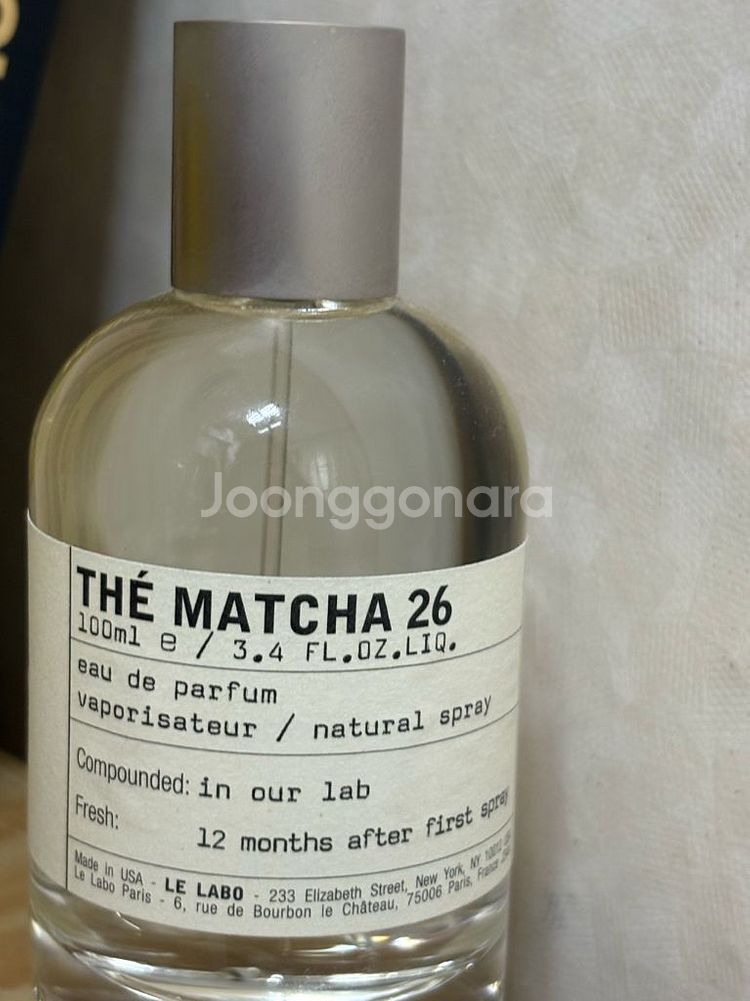 Joonggonara
THÉ MATCHA 26
100ml e / 3.4 FL.OZ.LIQ.
eau de parfum
vaporisateur / natural spray
Compounded: in our lab
Fresh: 12 months after first spray
Made in USA - LE LABO - 233 Elizabeth Street, New York, NY 10012
Le Labo Paris - 6, rue de Bourbon le Château, 75006 Paris, France